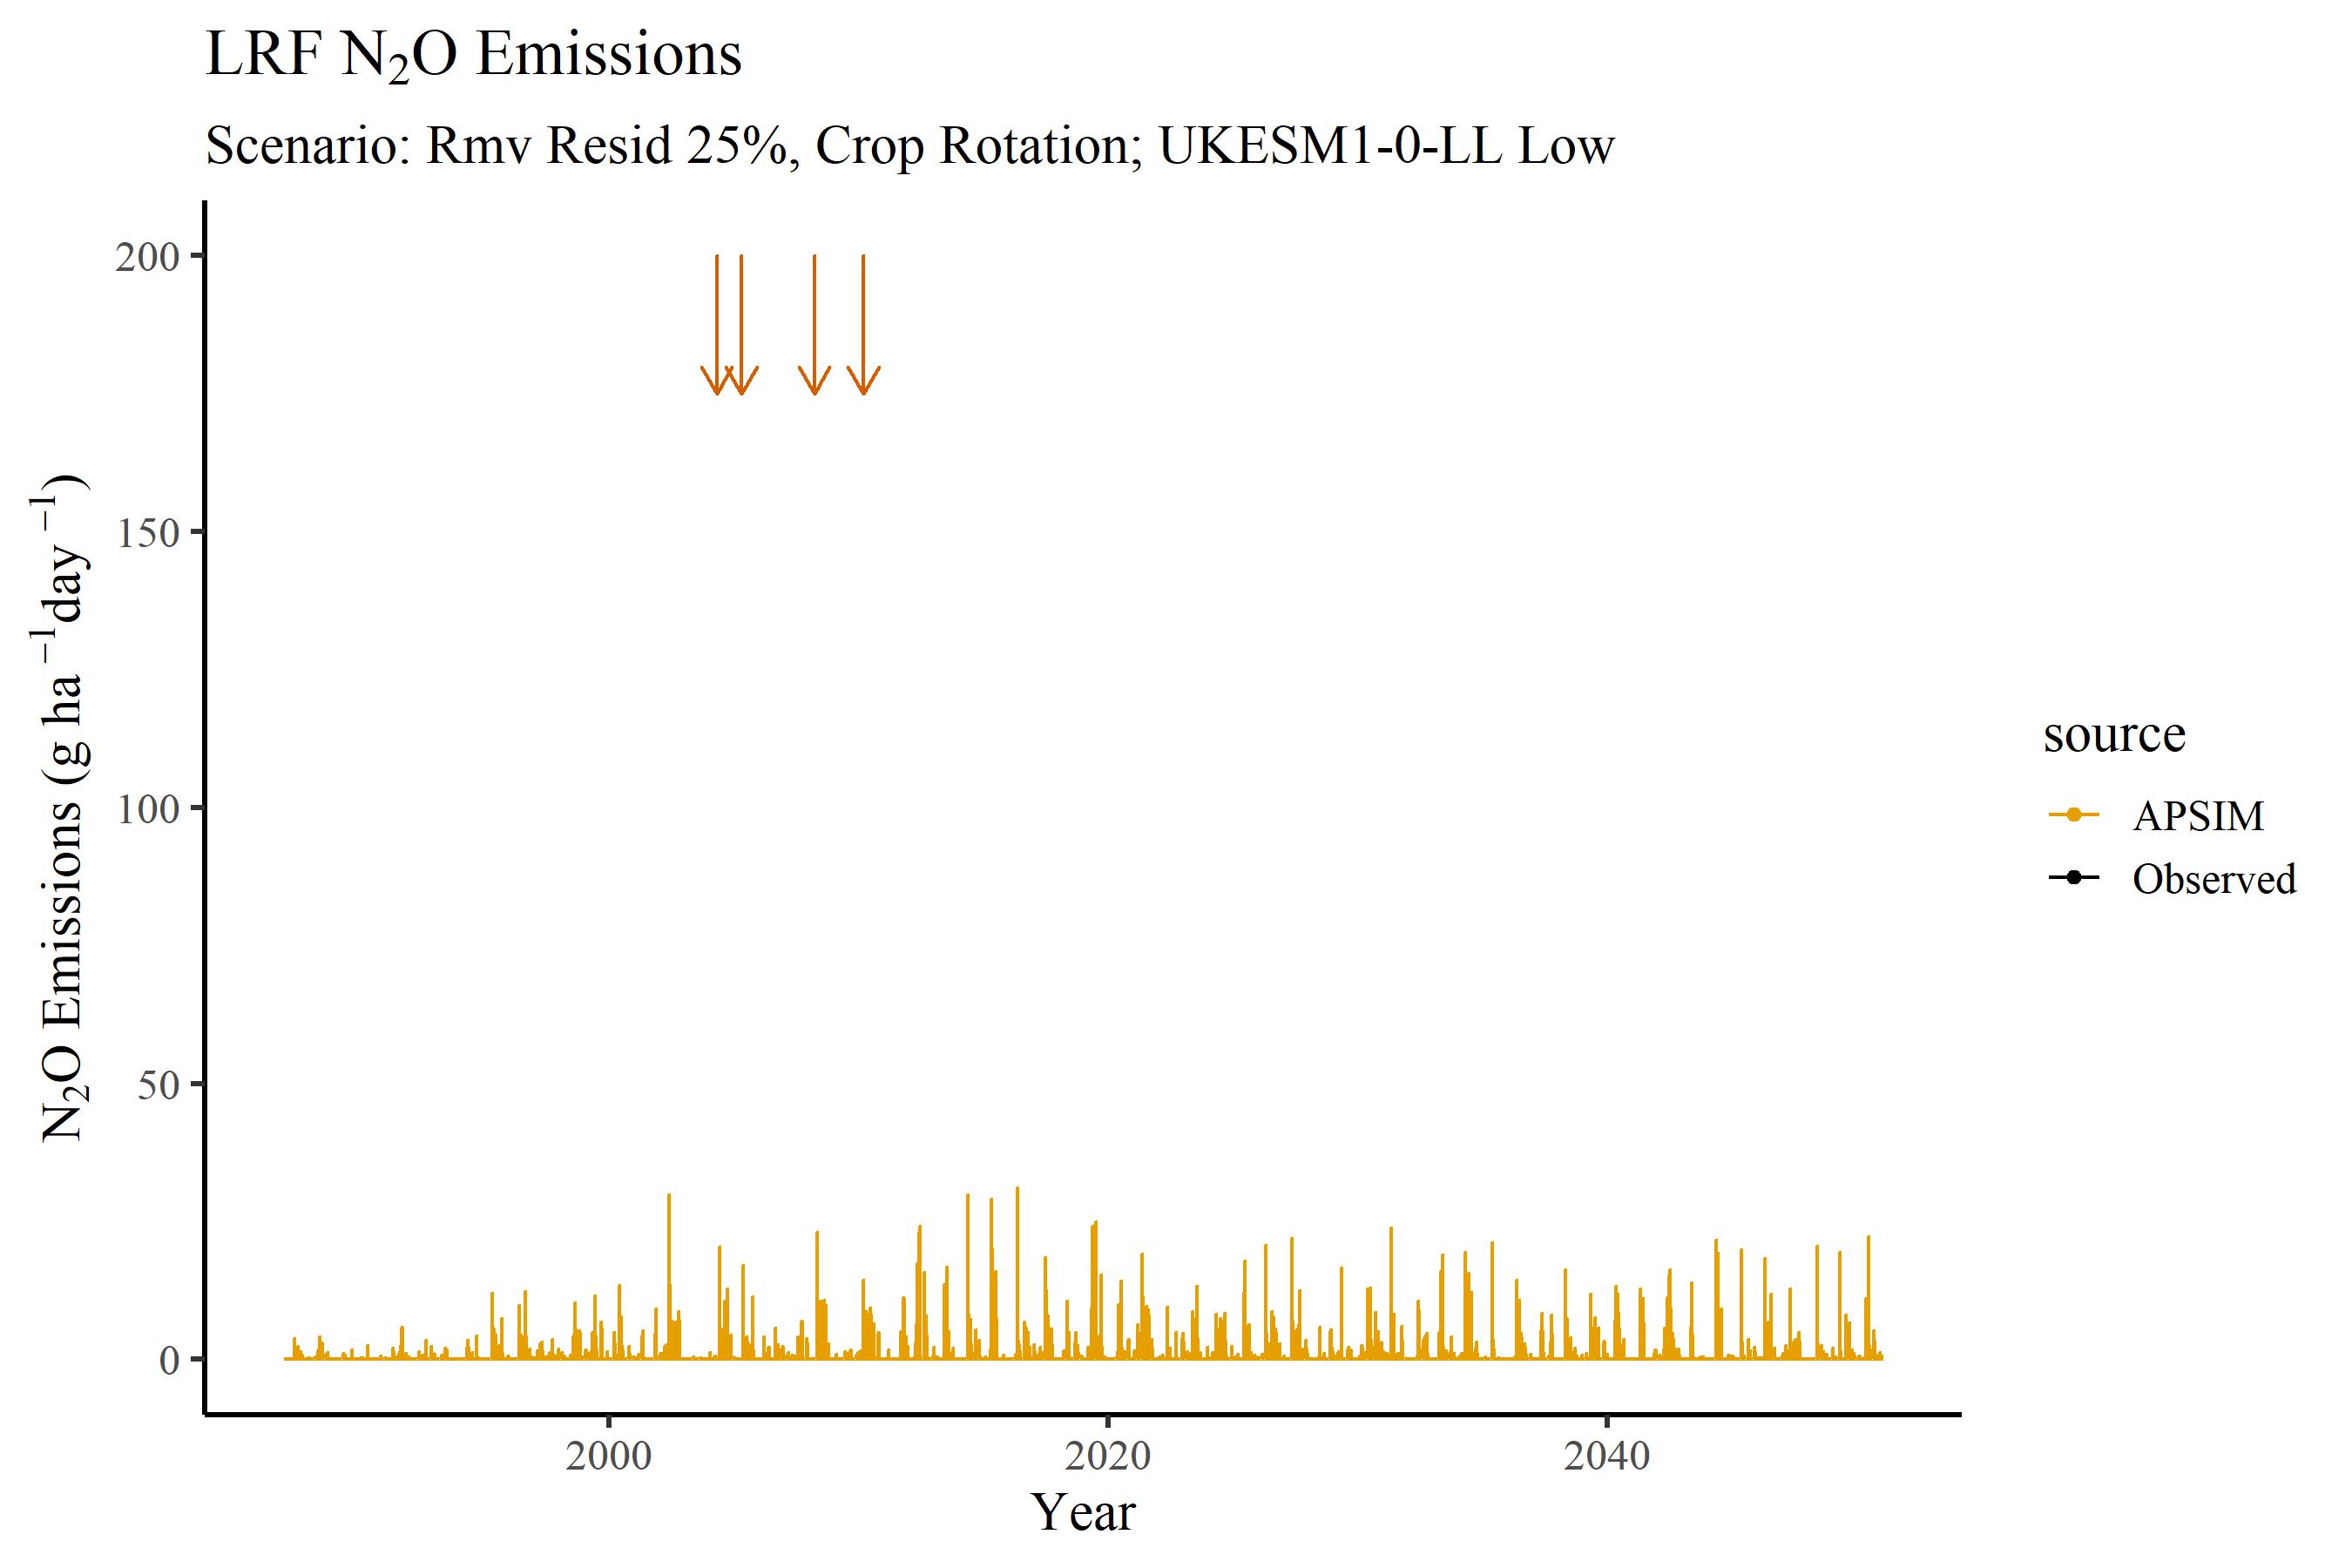 LRF N₂O Emissions
Scenario: Rmv Resid 25%, Crop Rotation; UKESM1-0-LL Low
N₂O Emissions (g ha ⁻¹day ⁻¹)
200
150
100
50
0
2000 2020 2040
Year
source
APSIM
Observed